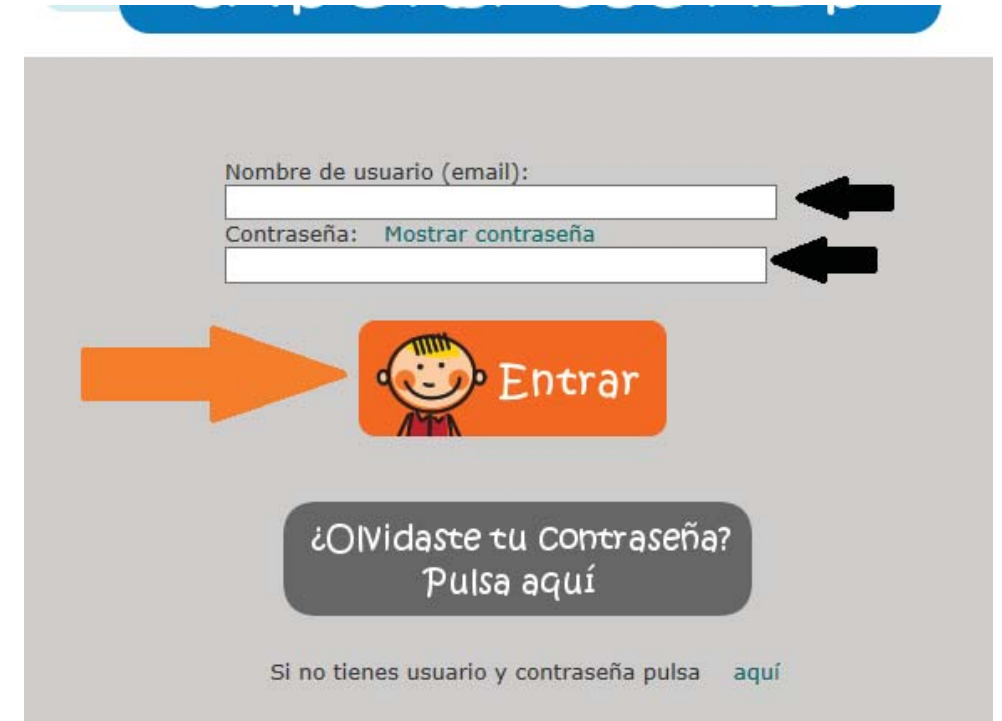 Nombre de usuario (email):
Contraseña: Mostrar contraseña
Entrar
¿Olvidaste tu contraseña?
Pulsa aquí
Si no tienes usuario y contraseña pulsa aquí